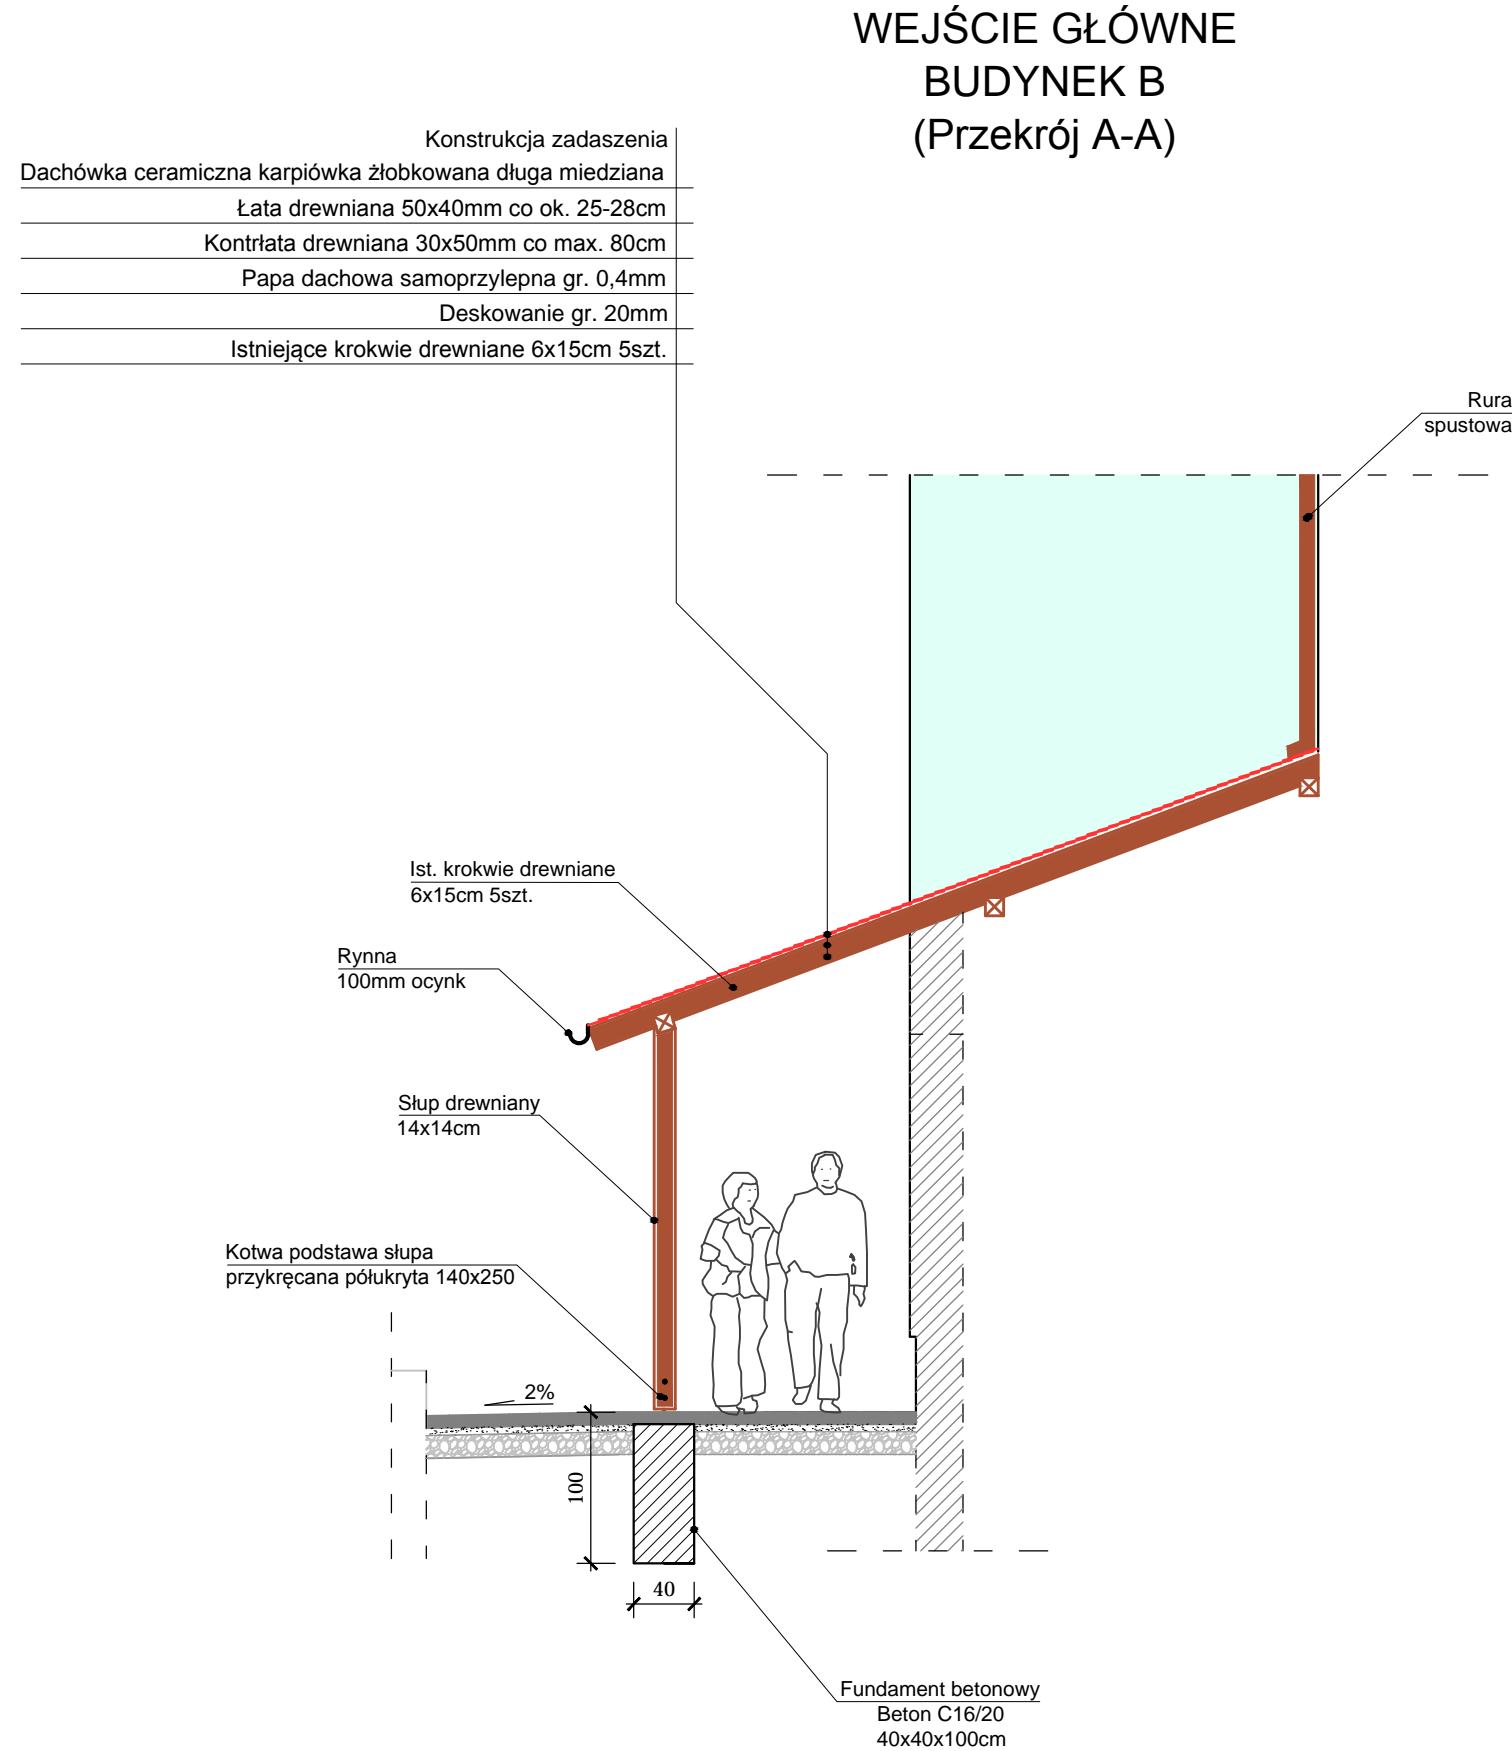 WEJŚCIE GŁÓWNE
BUDYNEK B
(Przekrój A-A)
Konstrukcja zadaszenia
Dachówka ceramiczna karpiówka żłobkowana długa miedziana
Łata drewniana 50x40mm co ok. 25-28cm
Kontrłata drewniana 30x50mm co max. 80cm
Papa dachowa samoprzylepna gr. 0,4mm
Deskowanie gr. 20mm
Istniejące krokwie drewniane 6x15cm 5szt.
Rura
spustowa
Ist. krokwie drewniane
6x15cm 5szt.
Rynna
100mm ocynk
Słup drewniany
14x14cm
Kotwa podstawa słupa
przykręcana półukryta 140x250
2%
100
40
Fundament betonowy
Beton C16/20
40x40x100cm